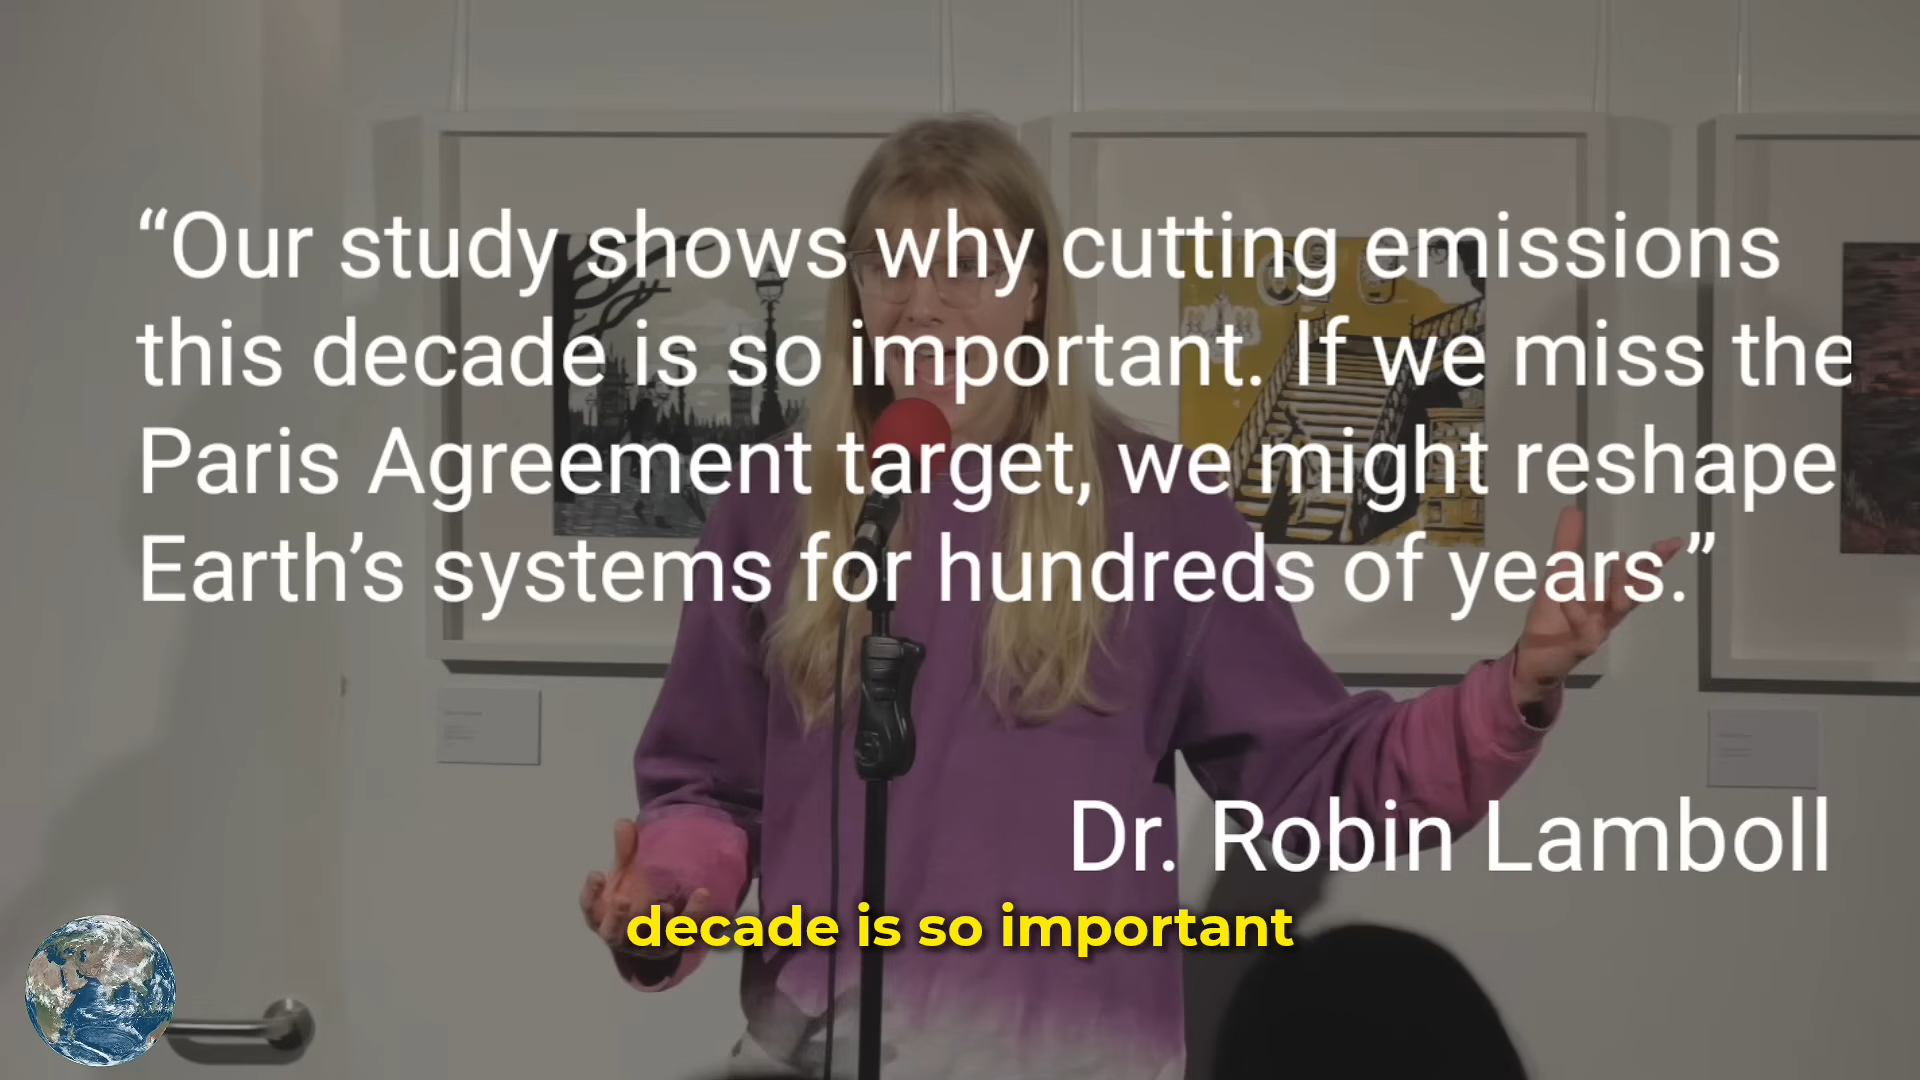 “Our study shows why cutting emissions
this decade is so important. If we miss the
Paris Agreement target, we might reshape
Earth’s systems for hundreds of years.”
Dr. Robin Lamboll
decade is so important